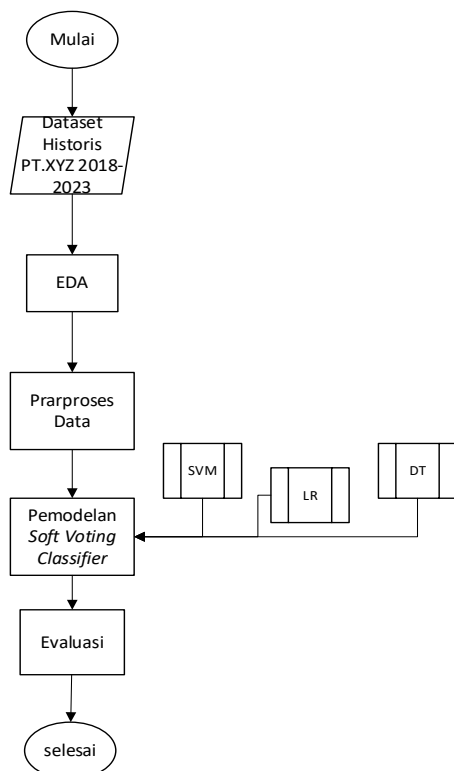 Mulai
Dataset
Historis
PT.XYZ 2018-
2023
EDA
Prarproses
Data
SVM
LR
DT
Pemodelan
Soft Voting
Classifier
Evaluasi
selesai